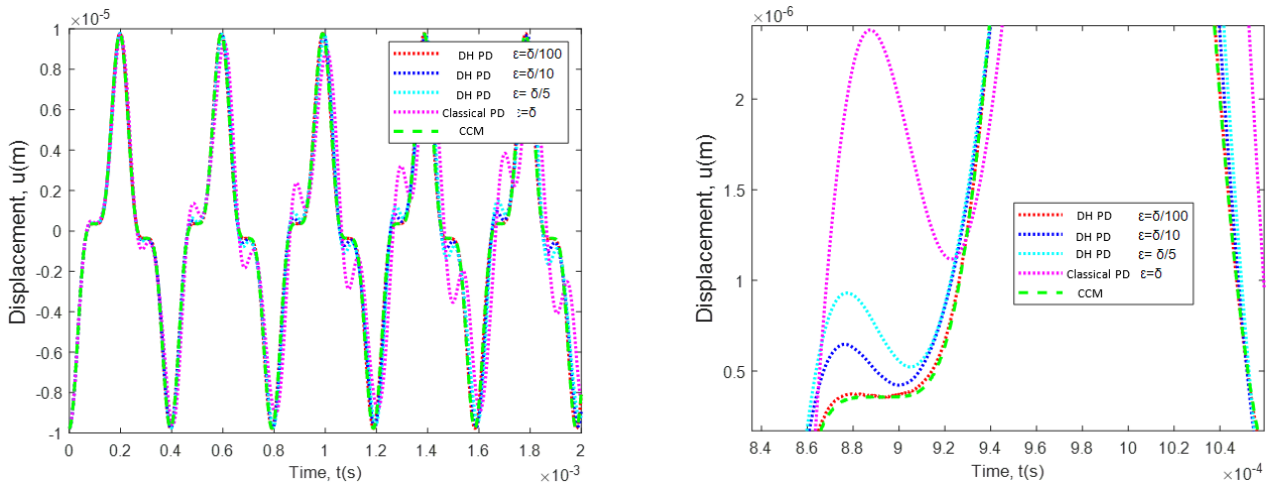 ×10⁻⁵
1
0.8
0.6
0.4
0.2
0
-0.2
-0.4
-0.6
-0.8
-1
Displacement, u(m)
0 0.2 0.4 0.6 0.8 1 1.2 1.4 1.6 1.8 2
Time, t(s)
×10⁻³
DH PD ε=δ/100
DH PD ε=δ/10
DH PD ε= δ/5
Classical PD ε=δ
CCM
×10⁻⁶
2
1.5
1
0.5
Displacement, u(m)
8.4 8.6 8.8 9 9.2 9.4 9.6 9.8 10 10.2 10.4
Time, t(s)
×10⁻⁴
DH PD ε=δ/100
DH PD ε=δ/10
DH PD ε= δ/5
Classical PD ε=δ
CCM